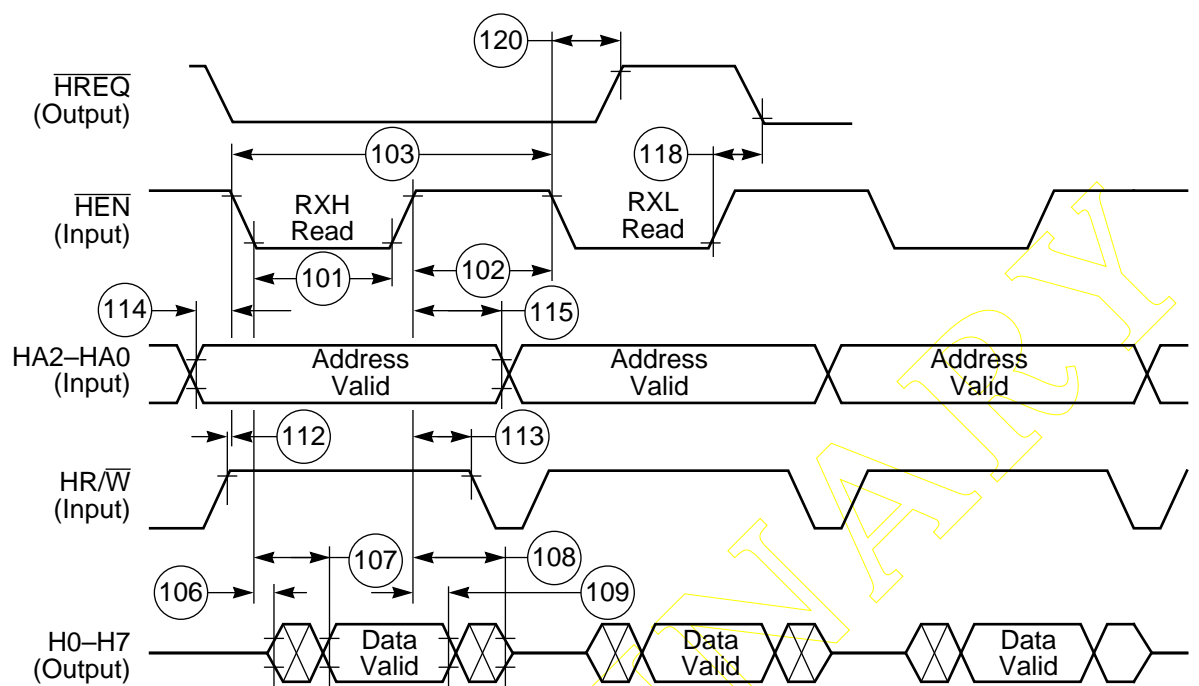 120
HREQ
(Output)
103
118
HEN
(Input)
RXH
Read
RXL
Read
101
102
114
115
HA2–HA0
(Input)
Address
Valid
Address
Valid
Address
Valid
112
113
HR/W
(Input)
107
108
106
109
H0–H7
(Output)
Data
Valid
Data
Valid
Data
Valid
NARY